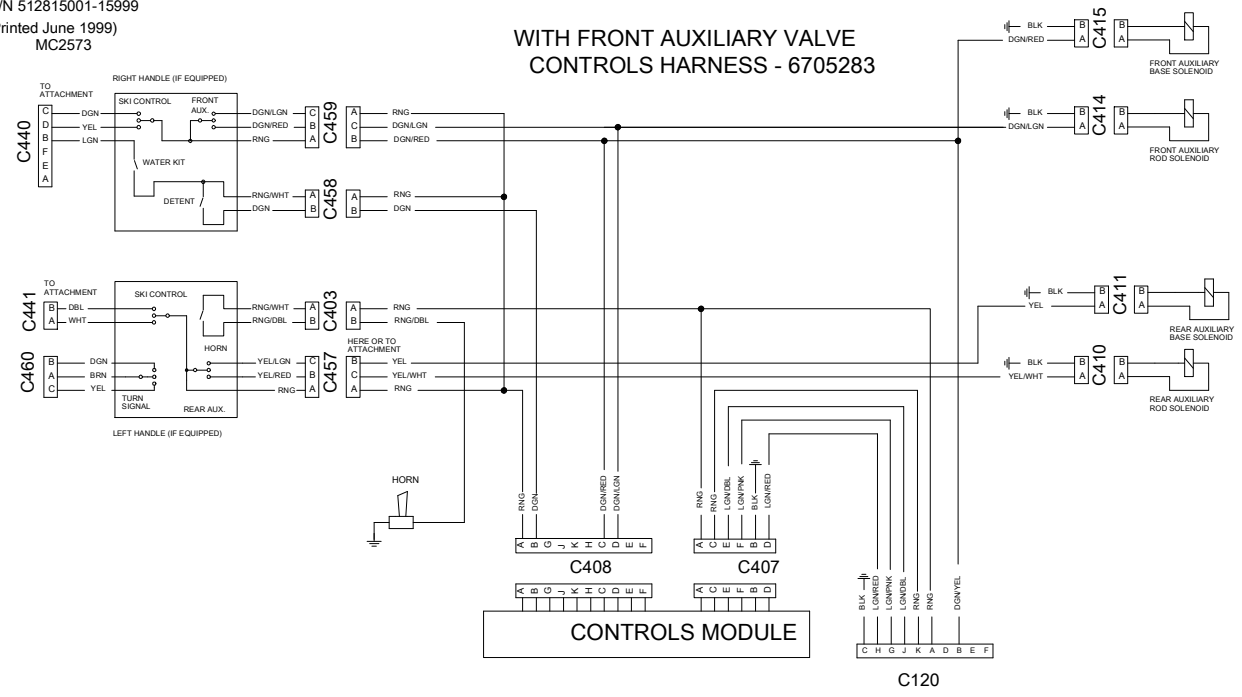 /N 512815001-15999
rinted June 1999)
MC2573
WITH FRONT AUXILIARY VALVE
CONTROLS HARNESS - 6705283
TO
ATTACHMENT
RIGHT HANDLE (IF EQUIPPED)
SKI CONTROL
FRONT
AUX.
C440
C
D
B
F
E
A
DGN
YEL
LGN
WATER KIT
DETENT
DGN/LGN
DGN/RED
RNG
C
B
A
C459
A
C
B
RNG
DGN/LGN
DGN/RED
RNG/WHT
DGN
A
B
C458
A
B
RNG
DGN
TO
ATTACHMENT
SKI CONTROL
C441
B
A
DBL
WHT
HORN
RNG/WHT
RNG/DBL
A
B
C403
A
B
RNG
RNG/DBL
HERE OR TO
ATTACHMENT
C460
B
A
C
DGN
BRN
YEL
TURN
SIGNAL
REAR AUX.
YEL/LGN
YEL/RED
RNG
C
B
A
C457
B
C
A
YEL
YEL/WHT
RNG
LEFT HANDLE (IF EQUIPPED)
HORN
BLK
DGN/RED
B
A
C415
B
A
FRONT AUXILIARY
BASE SOLENOID
BLK
DGN/LGN
B
A
C414
B
A
FRONT AUXILIARY
ROD SOLENOID
BLK
YEL
B
A
C411
B
A
REAR AUXILIARY
BASE SOLENOID
BLK
YEL/WHT
B
A
C410
B
A
REAR AUXILIARY
ROD SOLENOID
RNG
DGN
DGN/RED
DGN/LGN
A B G J K H C D E F
C408
A B G J K H C D E F
RNG
RNG
LGN/DBL
LGN/PNK
BLK
LGN/RED
A C E F B D
C407
A C E F B D
CONTROLS MODULE
BLK
LGN/RED
LGN/PNK
LGN/DBL
RNG
RNG
DGN/YEL
C H G J K A D B E F
C120